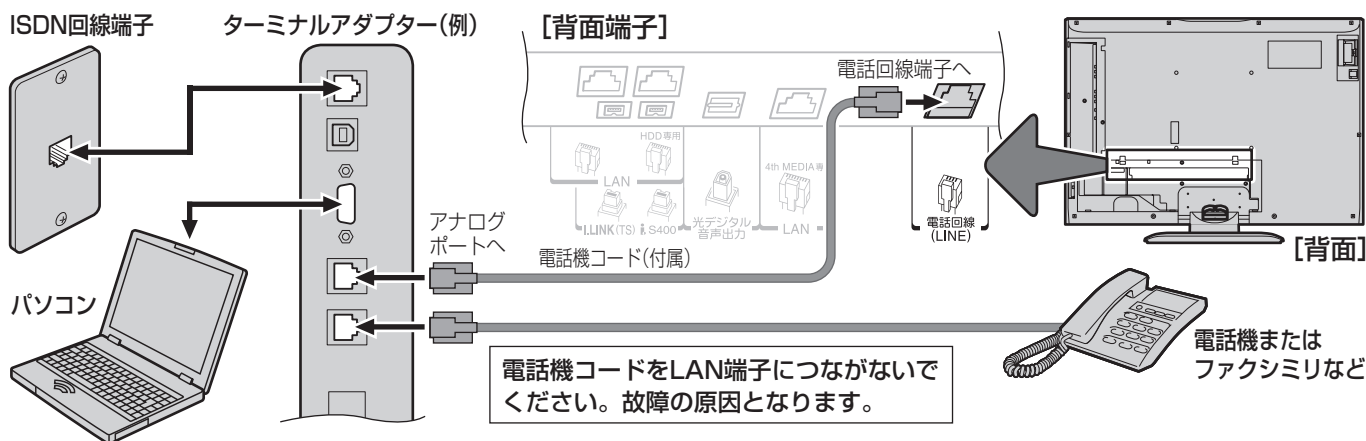 ISDN回線端子
ターミナルアダプター(例)
[背面端子]
電話回線端子へ
HDD専用
LAN
4th MEDIA専
i.LINK(TS)
S400
光デジタル
音声出力
LAN
電話回線
(LINE)
[背面]
アナログ
ポートへ
電話機コード(付属)
パソコン
電話機コードをLAN端子につながないで
ください。故障の原因となります。
電話機または
ファクシミリなど